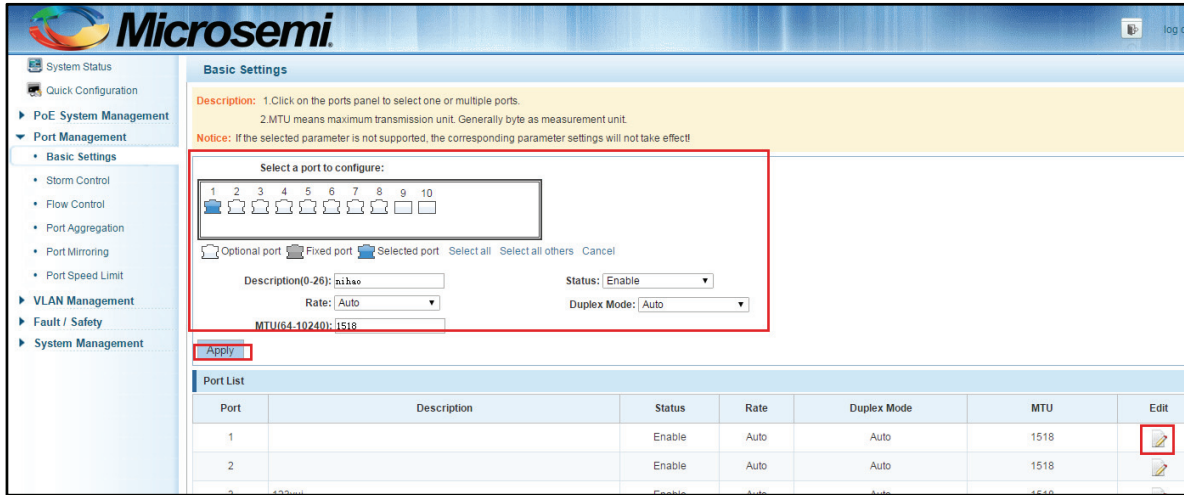 Microsemi.
log
System Status
Quick Configuration
PoE System Management
Port Management
Basic Settings
Storm Control
Flow Control
Port Aggregation
Port Mirroring
Port Speed Limit
VLAN Management
Fault / Safety
System Management
Basic Settings
Description: 1.Click on the ports panel to select one or multiple ports.
2.MTU means maximum transmission unit. Generally byte as measurement unit.
Notice: If the selected parameter is not supported, the corresponding parameter settings will not take effect!
Select a port to configure:
1 2 3 4 5 6 7 8 9 10
Optional port Fixed port Selected port Select all Select all others Cancel
Description(0-26): nihao Status: Enable
Rate: Auto Duplex Mode: Auto
MTU(64-10240): 1518
Apply
Port List
Port Description Status Rate Duplex Mode MTU Edit
1 Enable Auto Auto 1518
2 Enable Auto Auto 1518
Enable Auto Auto 1518